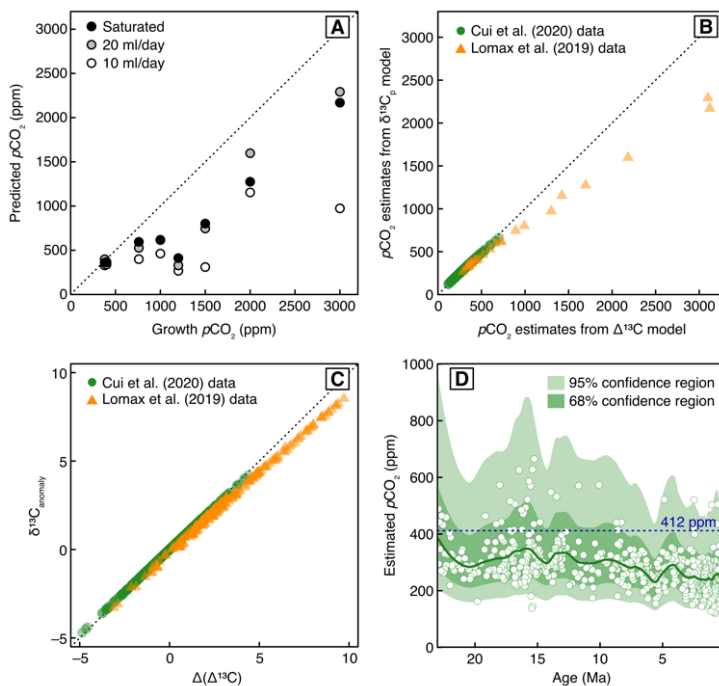 A
Saturated
20 ml/day
10 ml/day
3000
2500
2000
1500
1000
500
0
0
500
1000
1500
2000
2500
3000
Predicted pCO₂ (ppm)
Growth pCO₂ (ppm)
B
Cui et al. (2020) data
Lomax et al. (2019) data
3000
2500
2000
1500
1000
500
0
0
500
1000
1500
2000
2500
3000
pCO₂ estimates from δ¹³Cₚ model
pCO₂ estimates from Δ¹³C model
C
Cui et al. (2020) data
Lomax et al. (2019) data
10
5
0
–5
–5
0
5
10
δ¹³Canomaly
Δ(Δ¹³C)
D
95% confidence region
68% confidence region
412 ppm
1000
800
600
400
200
0
20
15
10
5
Estimated pCO₂ (ppm)
Age (Ma)